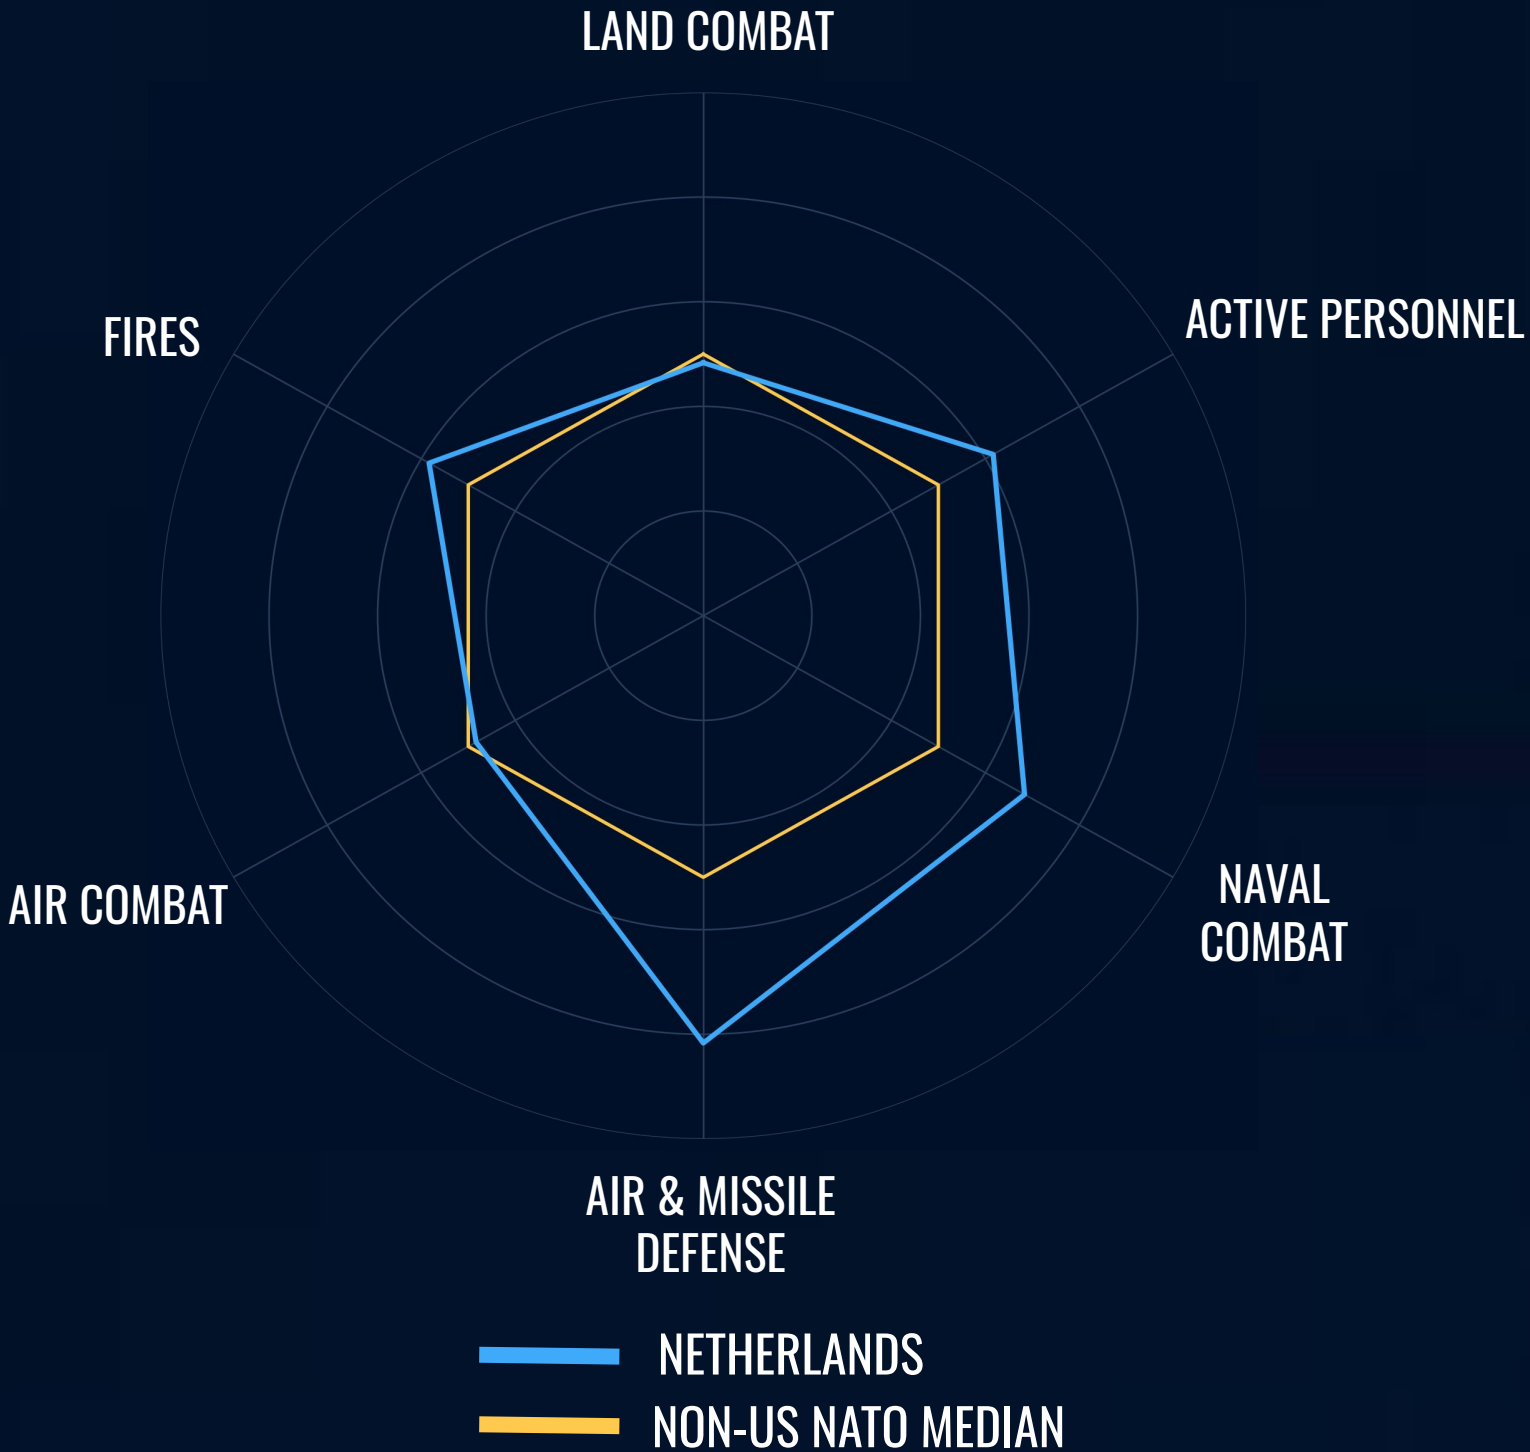 LAND COMBAT
ACTIVE PERSONNEL
FIRES
NAVAL
COMBAT
AIR COMBAT
AIR & MISSILE
DEFENSE
NETHERLANDS
NON-US NATO MEDIAN